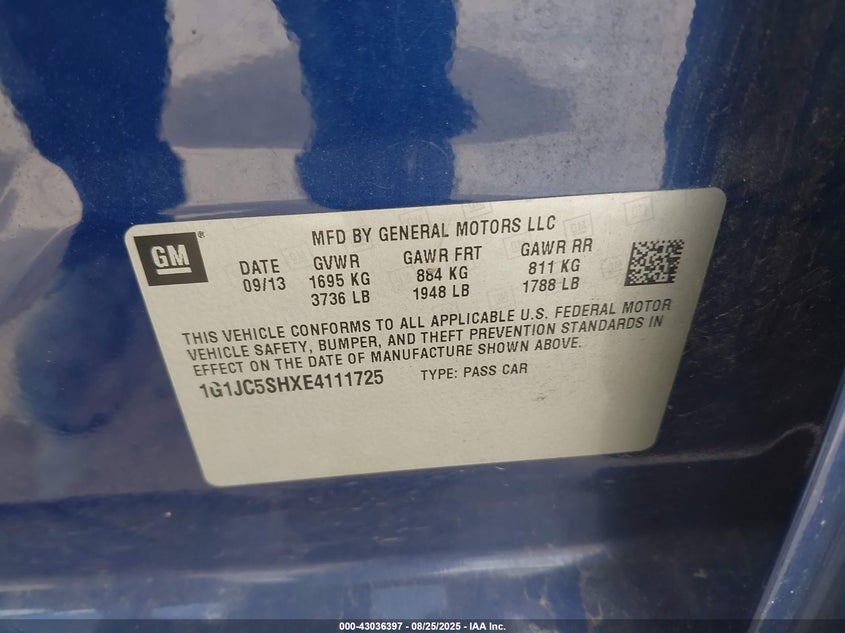 GM
®
MFD BY GENERAL MOTORS LLC
DATE GVWR GAWR FRT GAWR RR
09/13 1695 KG 884 KG 811 KG
3736 LB 1948 LB 1788 LB
THIS VEHICLE CONFORMS TO ALL APPLICABLE U.S. FEDERAL MOTOR
VEHICLE SAFETY, BUMPER, AND THEFT PREVENTION STANDARDS IN
EFFECT ON THE DATE OF MANUFACTURE SHOWN ABOVE.
1G1JC5SHXE4111725 TYPE: PASS CAR
000-43036397 - 08/25/2025 - IAA Inc.